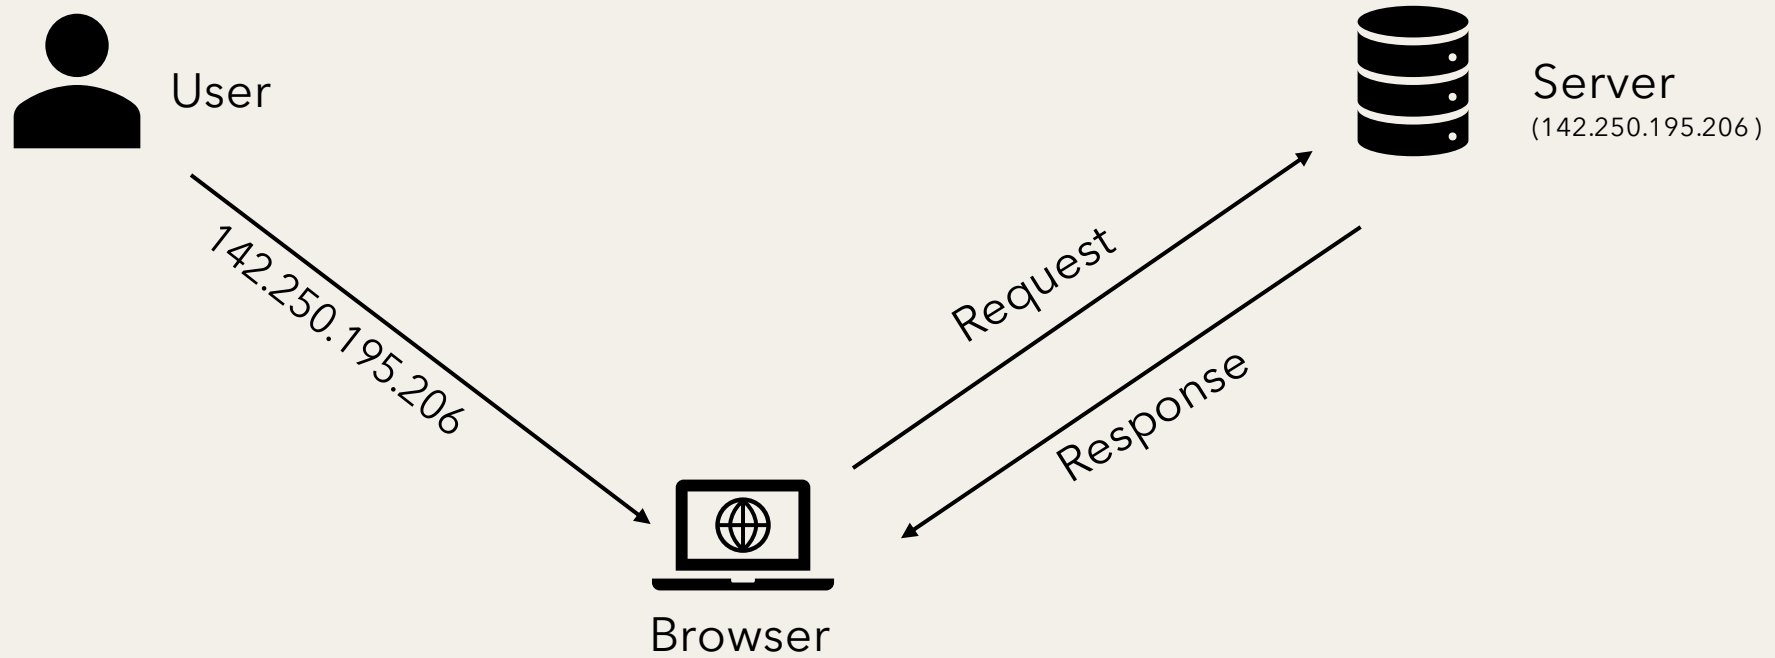 User
Server
(142.250.195.206 )
142.250.195.206
Request
Response
Browser